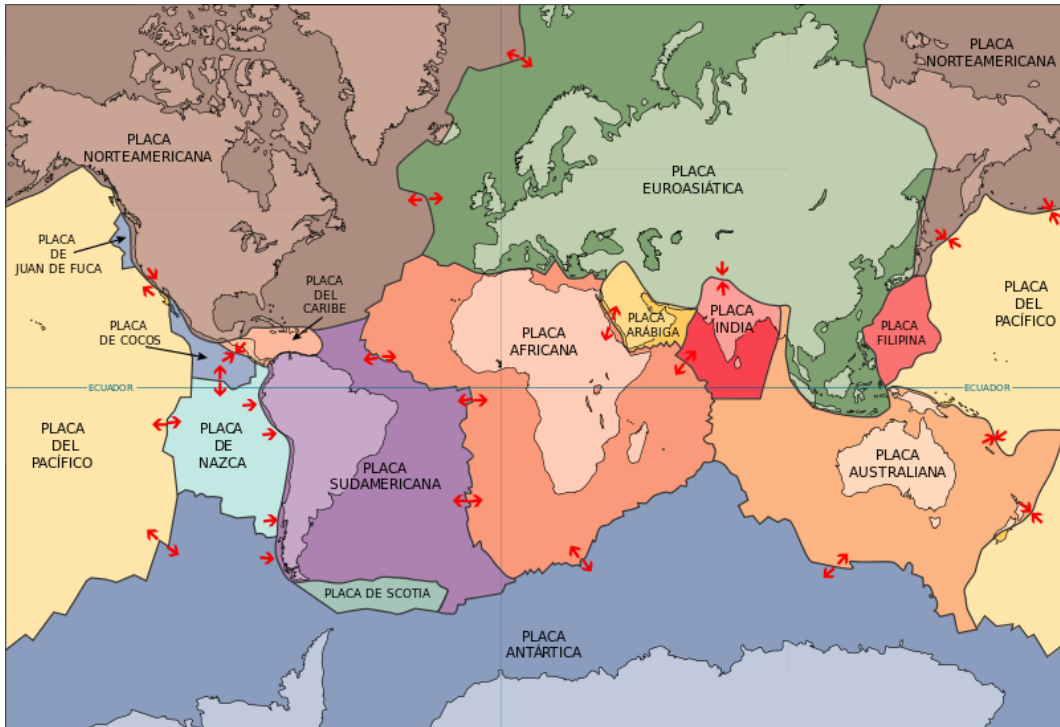 PLACA
NORTEAMERICANA
PLACA
NORTEAMERICANA
PLACA
EUROASIÁTICA
PLACA
DE
JUAN DE FUCA
PLACA
DEL
CARIBE
PLACA
DE COCOS
PLACA
ARÁBIGA
PLACA
INDIA
PLACA
AFRICANA
PLACA
FILIPINA
PLACA
DEL
PACÍFICO
ECUADOR
ECUADOR
PLACA
DEL
PACÍFICO
PLACA
DE
NAZCA
PLACA
SUDAMERICANA
PLACA
AUSTRALIANA
PLACA DE SCOTIA
PLACA
ANTÁRTICA